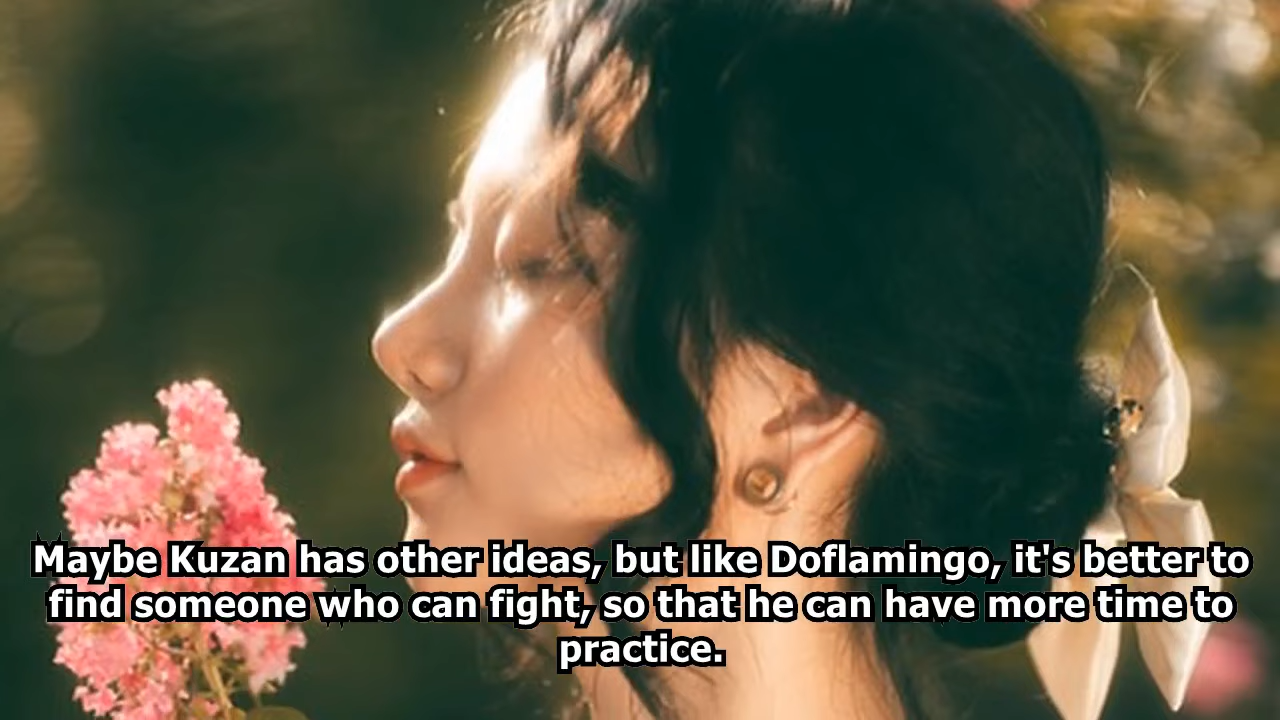 Maybe Kuzan has other ideas, but like Doflamingo, it's better to
find someone who can fight, so that he can have more time to
practice.